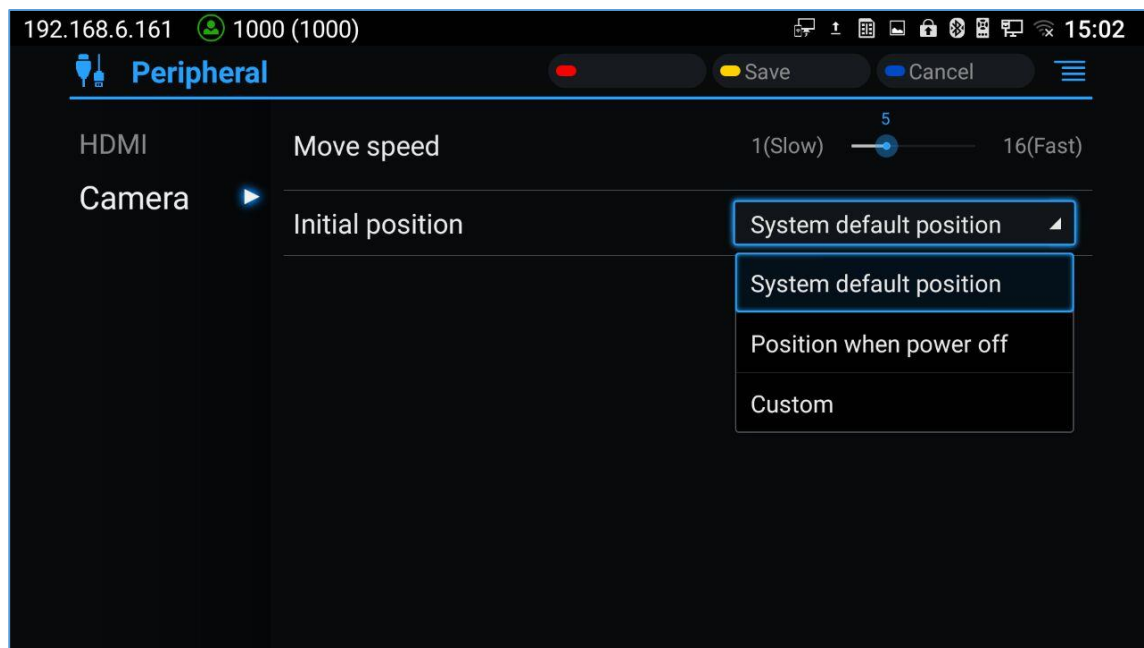 192.168.6.161 1000 (1000) 15:02
Peripheral Save Cancel
HDMI
Camera
Move speed 1(Slow) 5 16(Fast)
Initial position System default position
System default position
Position when power off
Custom